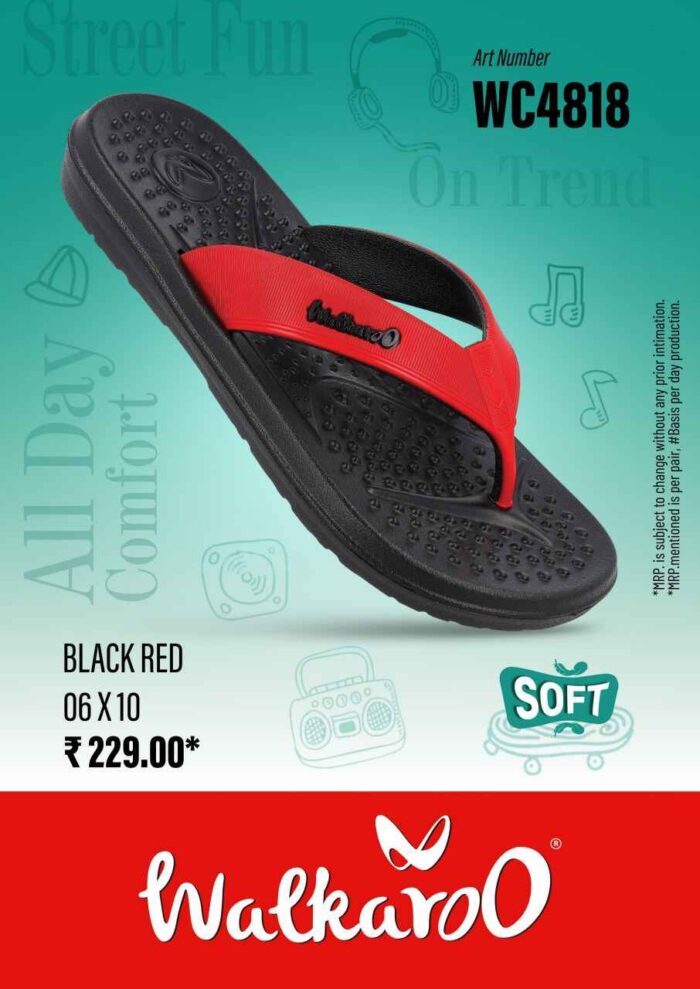 Street Fun
Art Number
WC4818
On Trend
Walkaroo
All Day
Comfort
*MRP. is subject to change without any prior intimation.
*MRP.mentioned is per pair, #Basis per day production.
BLACK RED
06 X 10
₹ 229.00*
SOFT
Walkaroo®